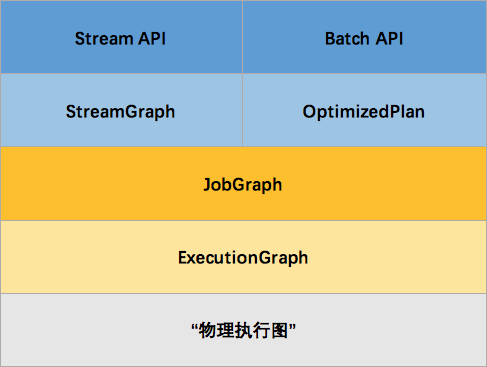 Stream API
Batch API
StreamGraph
OptimizedPlan
JobGraph
ExecutionGraph
“物理执行图”